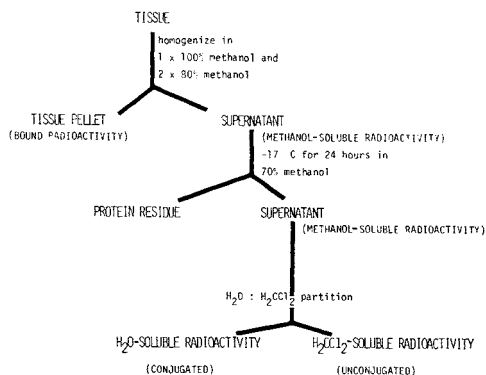 TISSUE
homogenize in
1 x 100% methanol and
2 x 80% methanol
TISSUE PELLET
(BOUND RADIOACTIVITY)
SUPERNATANT
(METHANOL-SOLUBLE RADIOACTIVITY)
-17 C for 24 hours in
70% methanol
PROTEIN RESIDUE
SUPERNATANT
(METHANOL-SOLUBLE RADIOACTIVITY)
H2O : H2CCl2 partition
H2O-SOLUBLE RADIOACTIVITY
(CONJUGATED)
H2CCl2-SOLUBLE RADIOACTIVITY
(UNCONJUGATED)